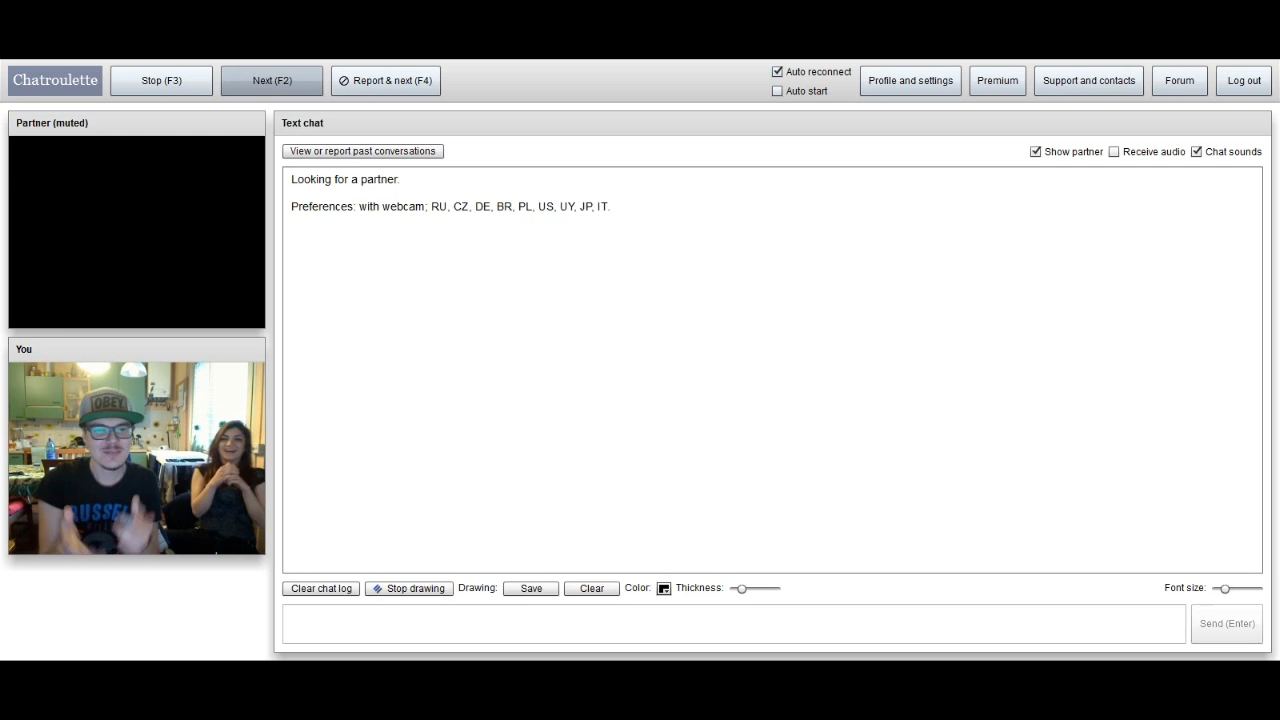 Chatroulette
Stop (F3)
Next (F2)
Report & next (F4)
Auto reconnect
Auto start
Profile and settings
Premium
Support and contacts
Forum
Log out
Partner (muted)
Text chat
View or report past conversations
Show partner
Receive audio
Chat sounds
Looking for a partner.
Preferences: with webcam; RU, CZ, DE, BR, PL, US, UY, JP, IT.
You
OBEY
Clear chat log
Stop drawing
Drawing:
Save
Clear
Color:
Thickness:
Font size:
Send (Enter)